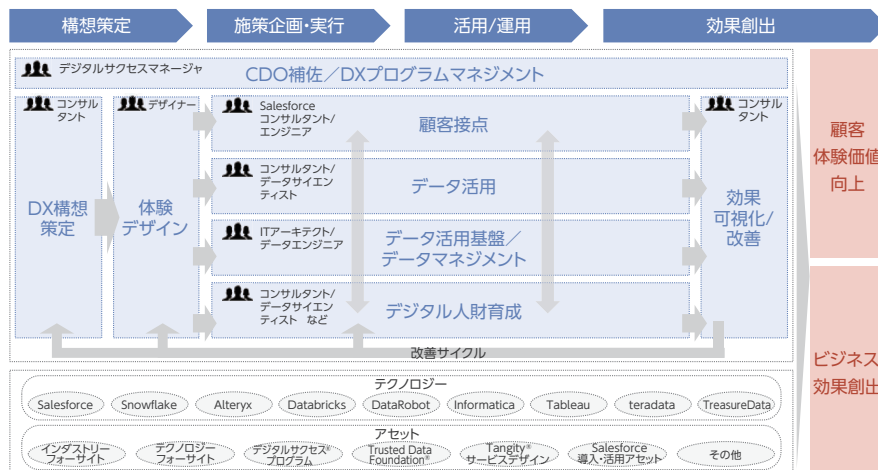 構想策定
施策企画・実行
活用/運用
効果創出
デジタルサクセスマネージャ
CDO補佐／DXプログラムマネジメント
コンサル
タント
DX構想
策定
デザイナー
体験
デザイン
Salesforce
コンサルタント/
エンジニア
顧客接点
コンサルタント/
データサイエン
ティスト
データ活用
ITアーキテクト/
データエンジニア
データ活用基盤／
データマネジメント
コンサルタント/
データサイエン
ティスト など
デジタル人財育成
コンサル
タント
効果
可視化/
改善
改善サイクル
顧客
体験価値
向上
ビジネス
効果創出
テクノロジー
Salesforce
Snowflake
Alteryx
Databricks
DataRobot
Informatica
Tableau
teradata
TreasureData
アセット
インダストリー
フォーサイト
テクノロジー
フォーサイト
デジタルサクセス®
プログラム
Trusted Data
Foundation®
Tangity®
サービスデザイン
Salesforce
導入・活用アセット
その他